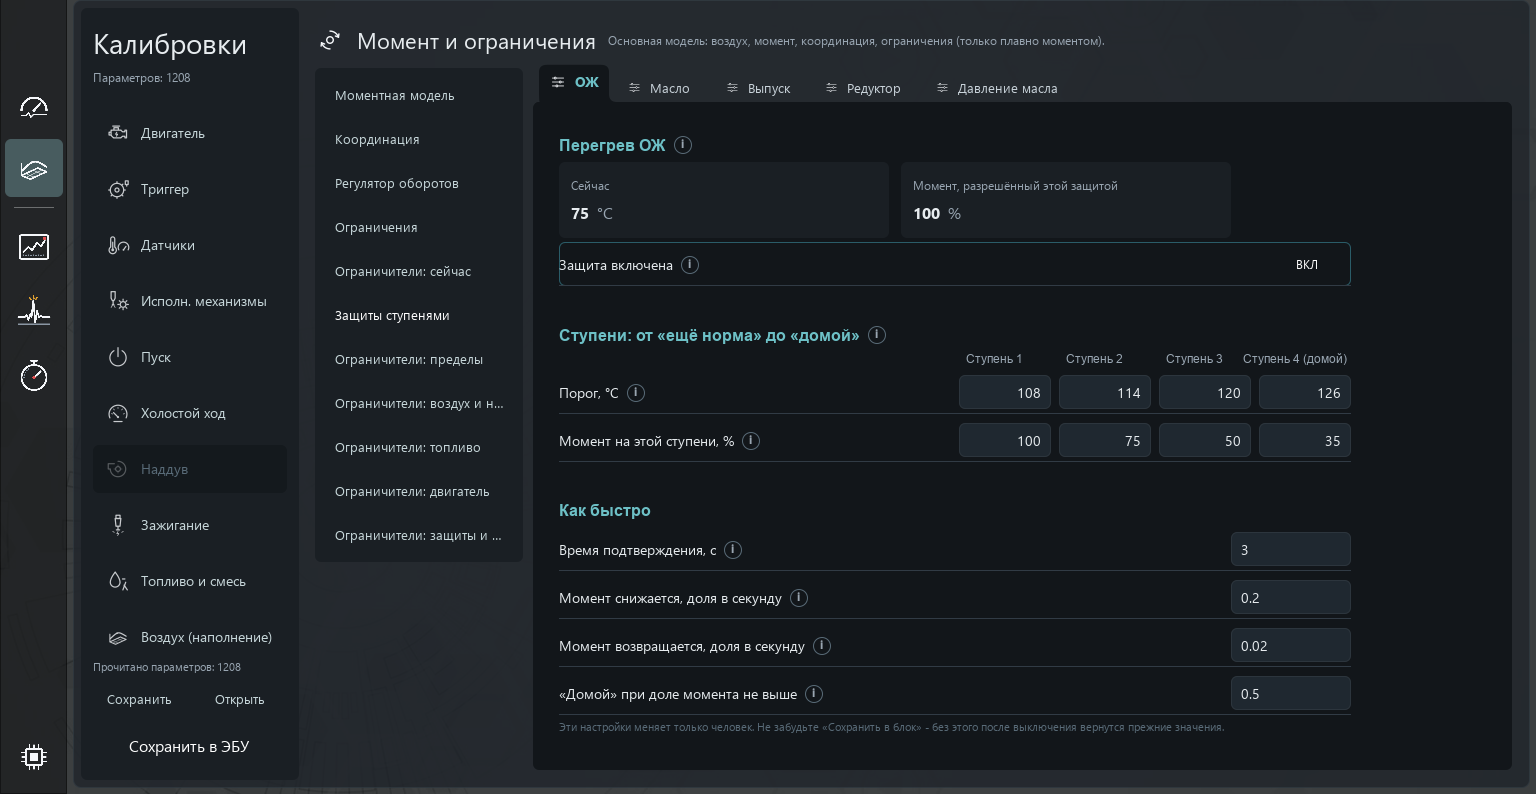 Калибровки
Параметров: 1208
Двигатель
Триггер
Датчики
Исполн. механизмы
Пуск
Холостой ход
Наддув
Зажигание
Топливо и смесь
Воздух (наполнение)
Прочитано параметров: 1208
Сохранить
Открыть
Сохранить в ЭБУ
Момент и ограничения
Основная модель: воздух, момент, координация, ограничения (только плавно моментом).
Моментная модель
Координация
Регулятор оборотов
Ограничения
Ограничители: сейчас
Защиты ступенями
Ограничители: пределы
Ограничители: воздух и н...
Ограничители: топливо
Ограничители: двигатель
Ограничители: защиты и ...
ОЖ
Масло
Выпуск
Редуктор
Давление масла
Перегрев ОЖ
Сейчас
75 °C
Момент, разрешённый этой защитой
100 %
Защита включена
ВКЛ
Ступени: от «ещё норма» до «домой»
Ступень 1 Ступень 2 Ступень 3 Ступень 4 (домой)
Порог, °C 108 114 120 126
Момент на этой ступени, % 100 75 50 35
Как быстро
Время подтверждения, с 3
Момент снижается, доля в секунду 0.2
Момент возвращается, доля в секунду 0.02
«Домой» при доле момента не выше 0.5
Эти настройки меняет только человек. Не забудьте «Сохранить в блок» - без этого после выключения вернутся прежние значения.